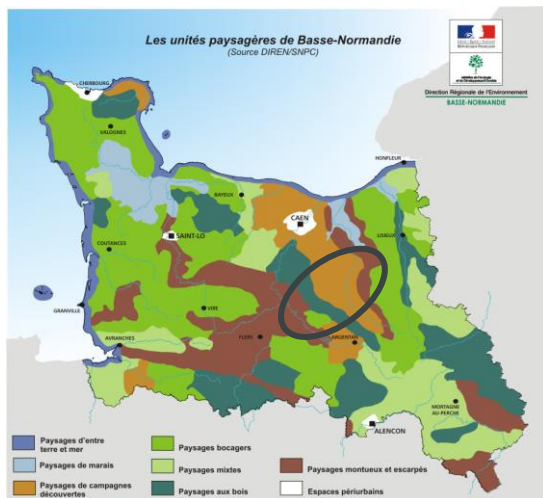 Les unités paysagères de Basse-Normandie
(Source DIREN/SNPC)
RÉPUBLIQUE FRANÇAISE
Direction Régionale de l'Environnement
BASSE-NORMANDIE
CHERBOURG
VALOGNES
HONFLEUR
BAYEUX
CAEN
SAINT-LO
LISIEUX
COUTANCES
GRANVILLE
VIRE
AVRANCHES
FLERS
ARGENTAN
MORTAGNE
AU-PERCHE
ALENCON
Paysages d'entre
terre et mer
Paysages de marais
Paysages de campagnes
découvertes
Paysages bocagers
Paysages mixtes
Paysages aux bois
Paysages montueux et escarpés
Espaces périurbains